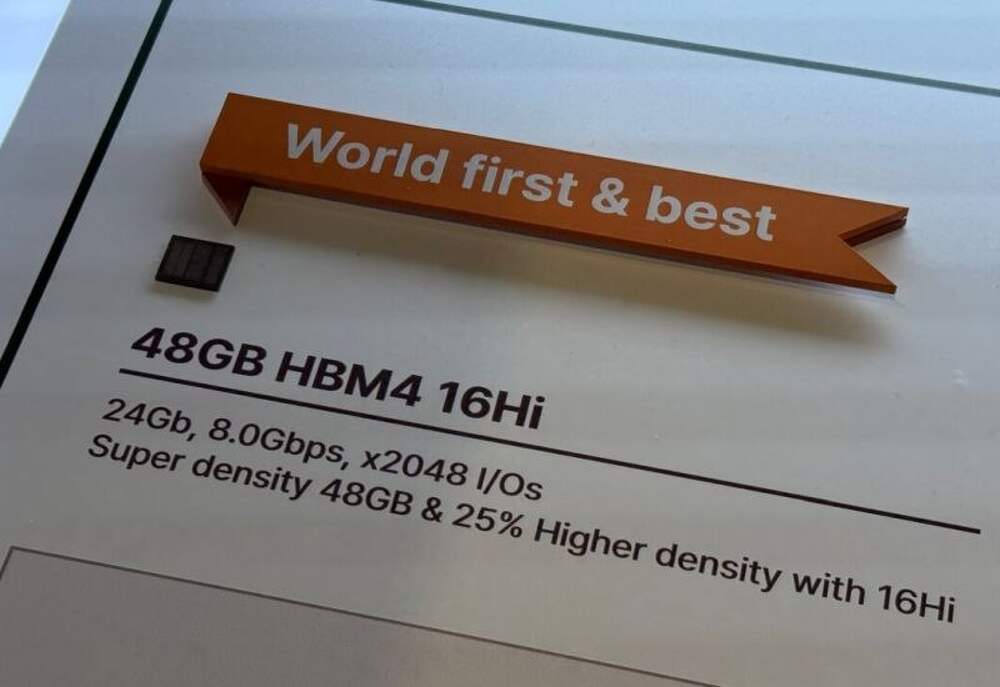 World first & best
48GB HBM4 16Hi
24Gb, 8.0Gbps, x2048 I/Os
Super density 48GB & 25% Higher density with 16Hi